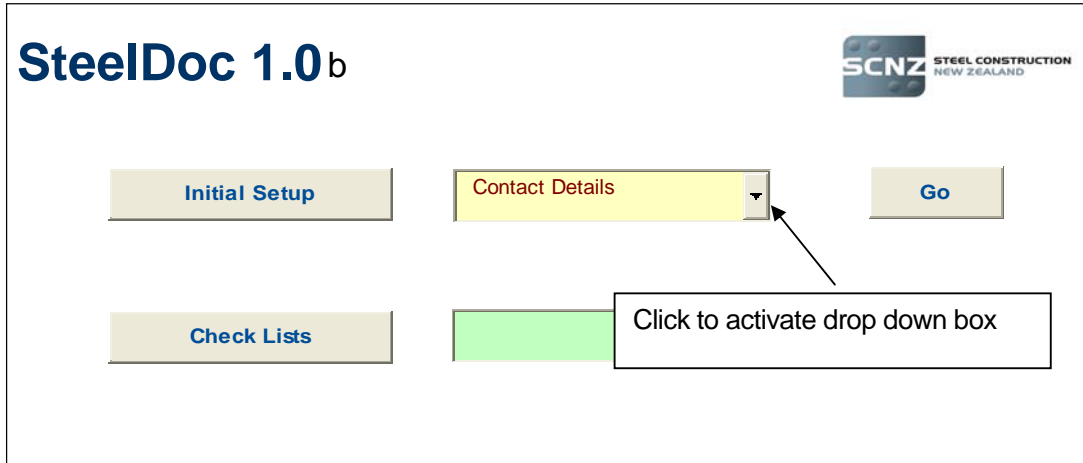 SteelDoc 1.0 b
SCNZ STEEL CONSTRUCTION
NEW ZEALAND
Initial Setup
Contact Details
Go
Click to activate drop down box
Check Lists